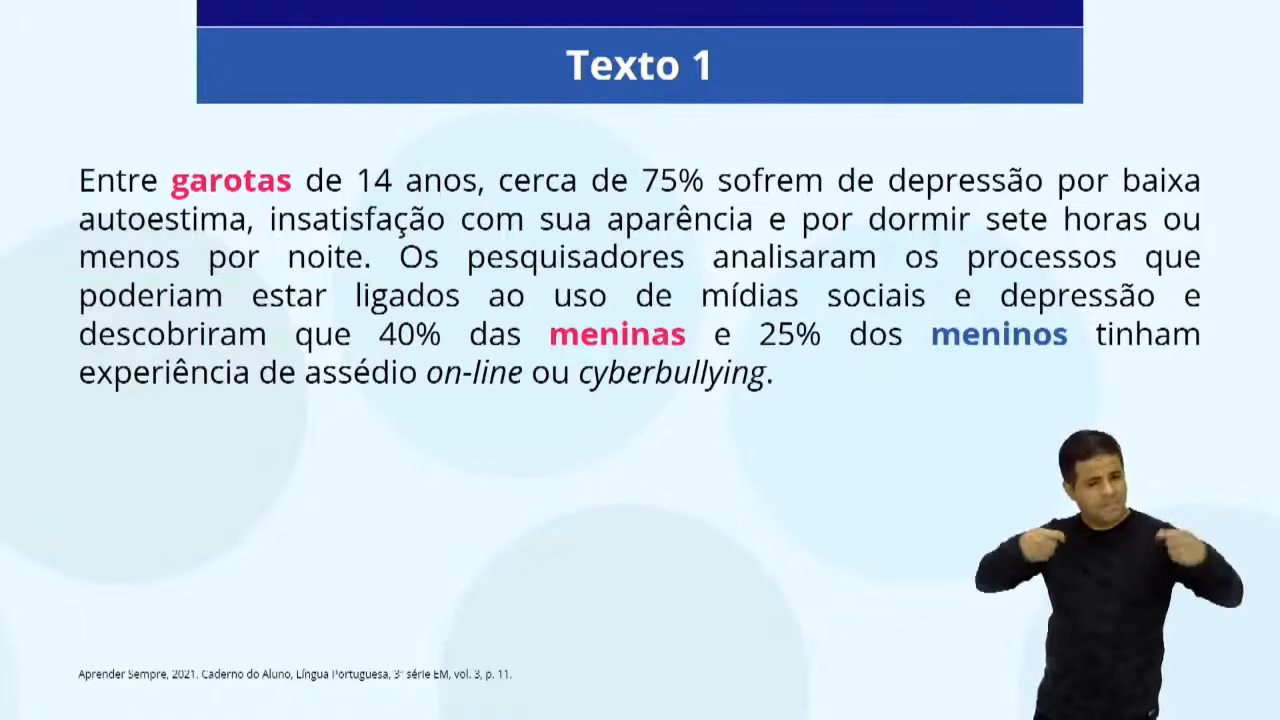 Texto 1
Entre garotas de 14 anos, cerca de 75% sofrem de depressão por baixa
autoestima, insatisfação com sua aparência e por dormir sete horas ou
menos por noite. Os pesquisadores analisaram os processos que
poderiam estar ligados ao uso de mídias sociais e depressão e
descobriram que 40% das meninas e 25% dos meninos tinham
experiência de assédio on-line ou cyberbullying.
Aprender Sempre, 2021. Caderno do Aluno, Língua Portuguesa, 3ª série EM, vol. 3, p. 11.